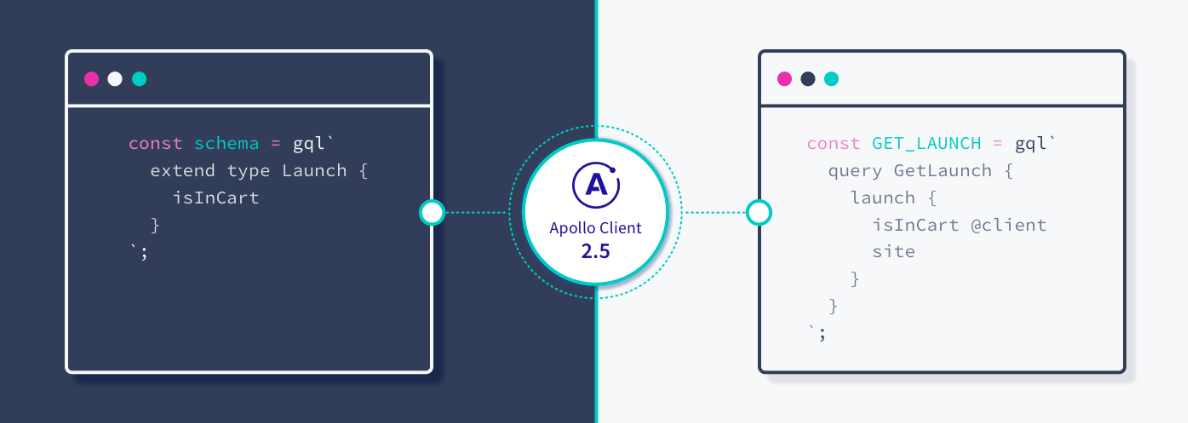 const schema = gql`
  extend type Launch {
    isInCart
  }
`;
A
Apollo Client
2.5
const GET_LAUNCH = gql`
  query GetLaunch {
    launch {
      isInCart @client
      site
    }
  }
`;